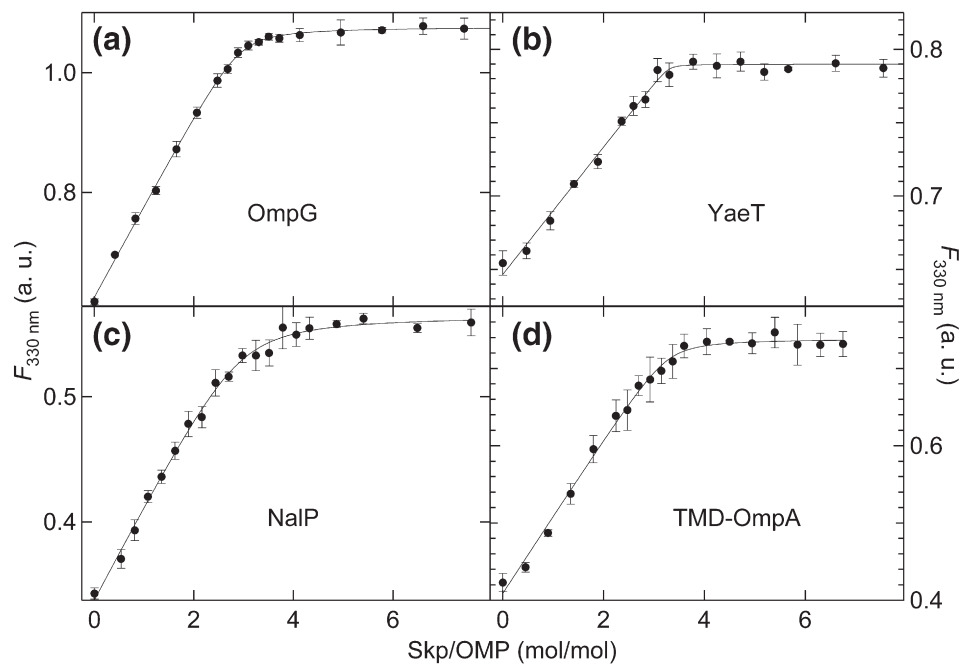 (a)
1.0
0.8
OmpG
(b)
0.8
0.7
YaeT
F330 nm (a. u.)
F330 nm (a. u.)
(c)
0.5
0.4
NalP
(d)
0.6
0.4
TMD-OmpA
0 2 4 6 0 2 4 6
Skp/OMP (mol/mol)